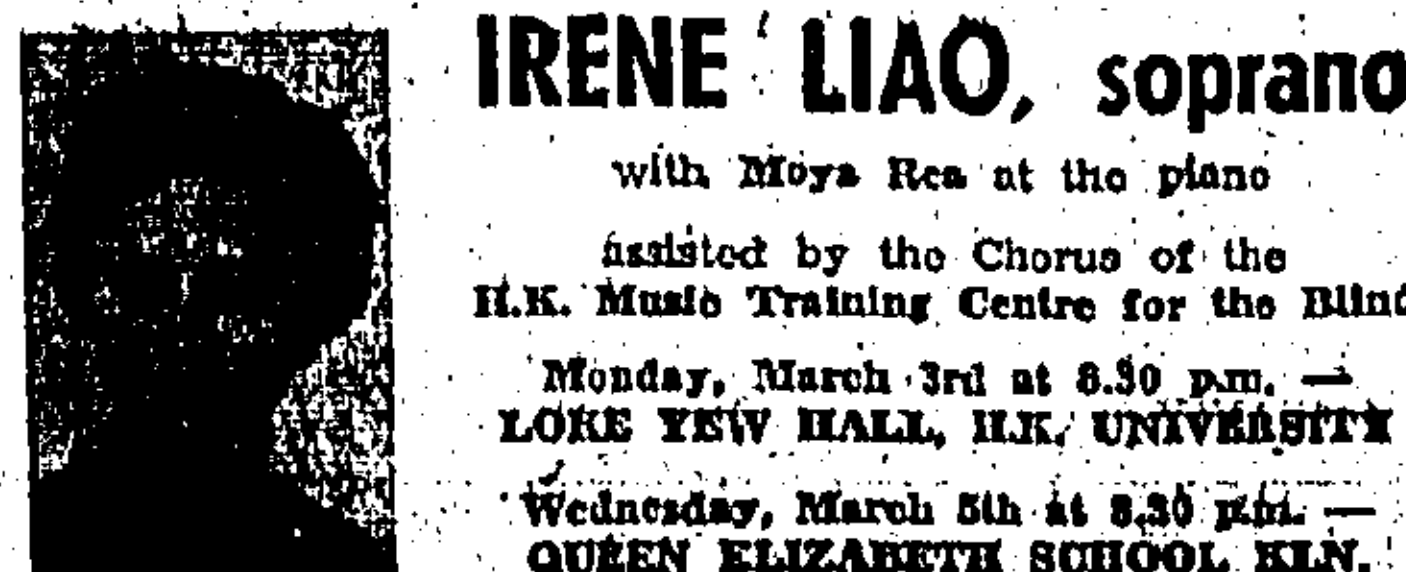 IRENE LIAO, soprano
with Moya Rea at the piano
assisted by the Chorus of the
H.K. Music Training Centre for the Blind
Monday, March 3rd at 8.30 p.m. —
LOKE YEW HALL, H.K. UNIVERSITY
Wednesday, March 5th at 8.30 p.m. —
QUEEN ELIZABETH SCHOOL KLN.